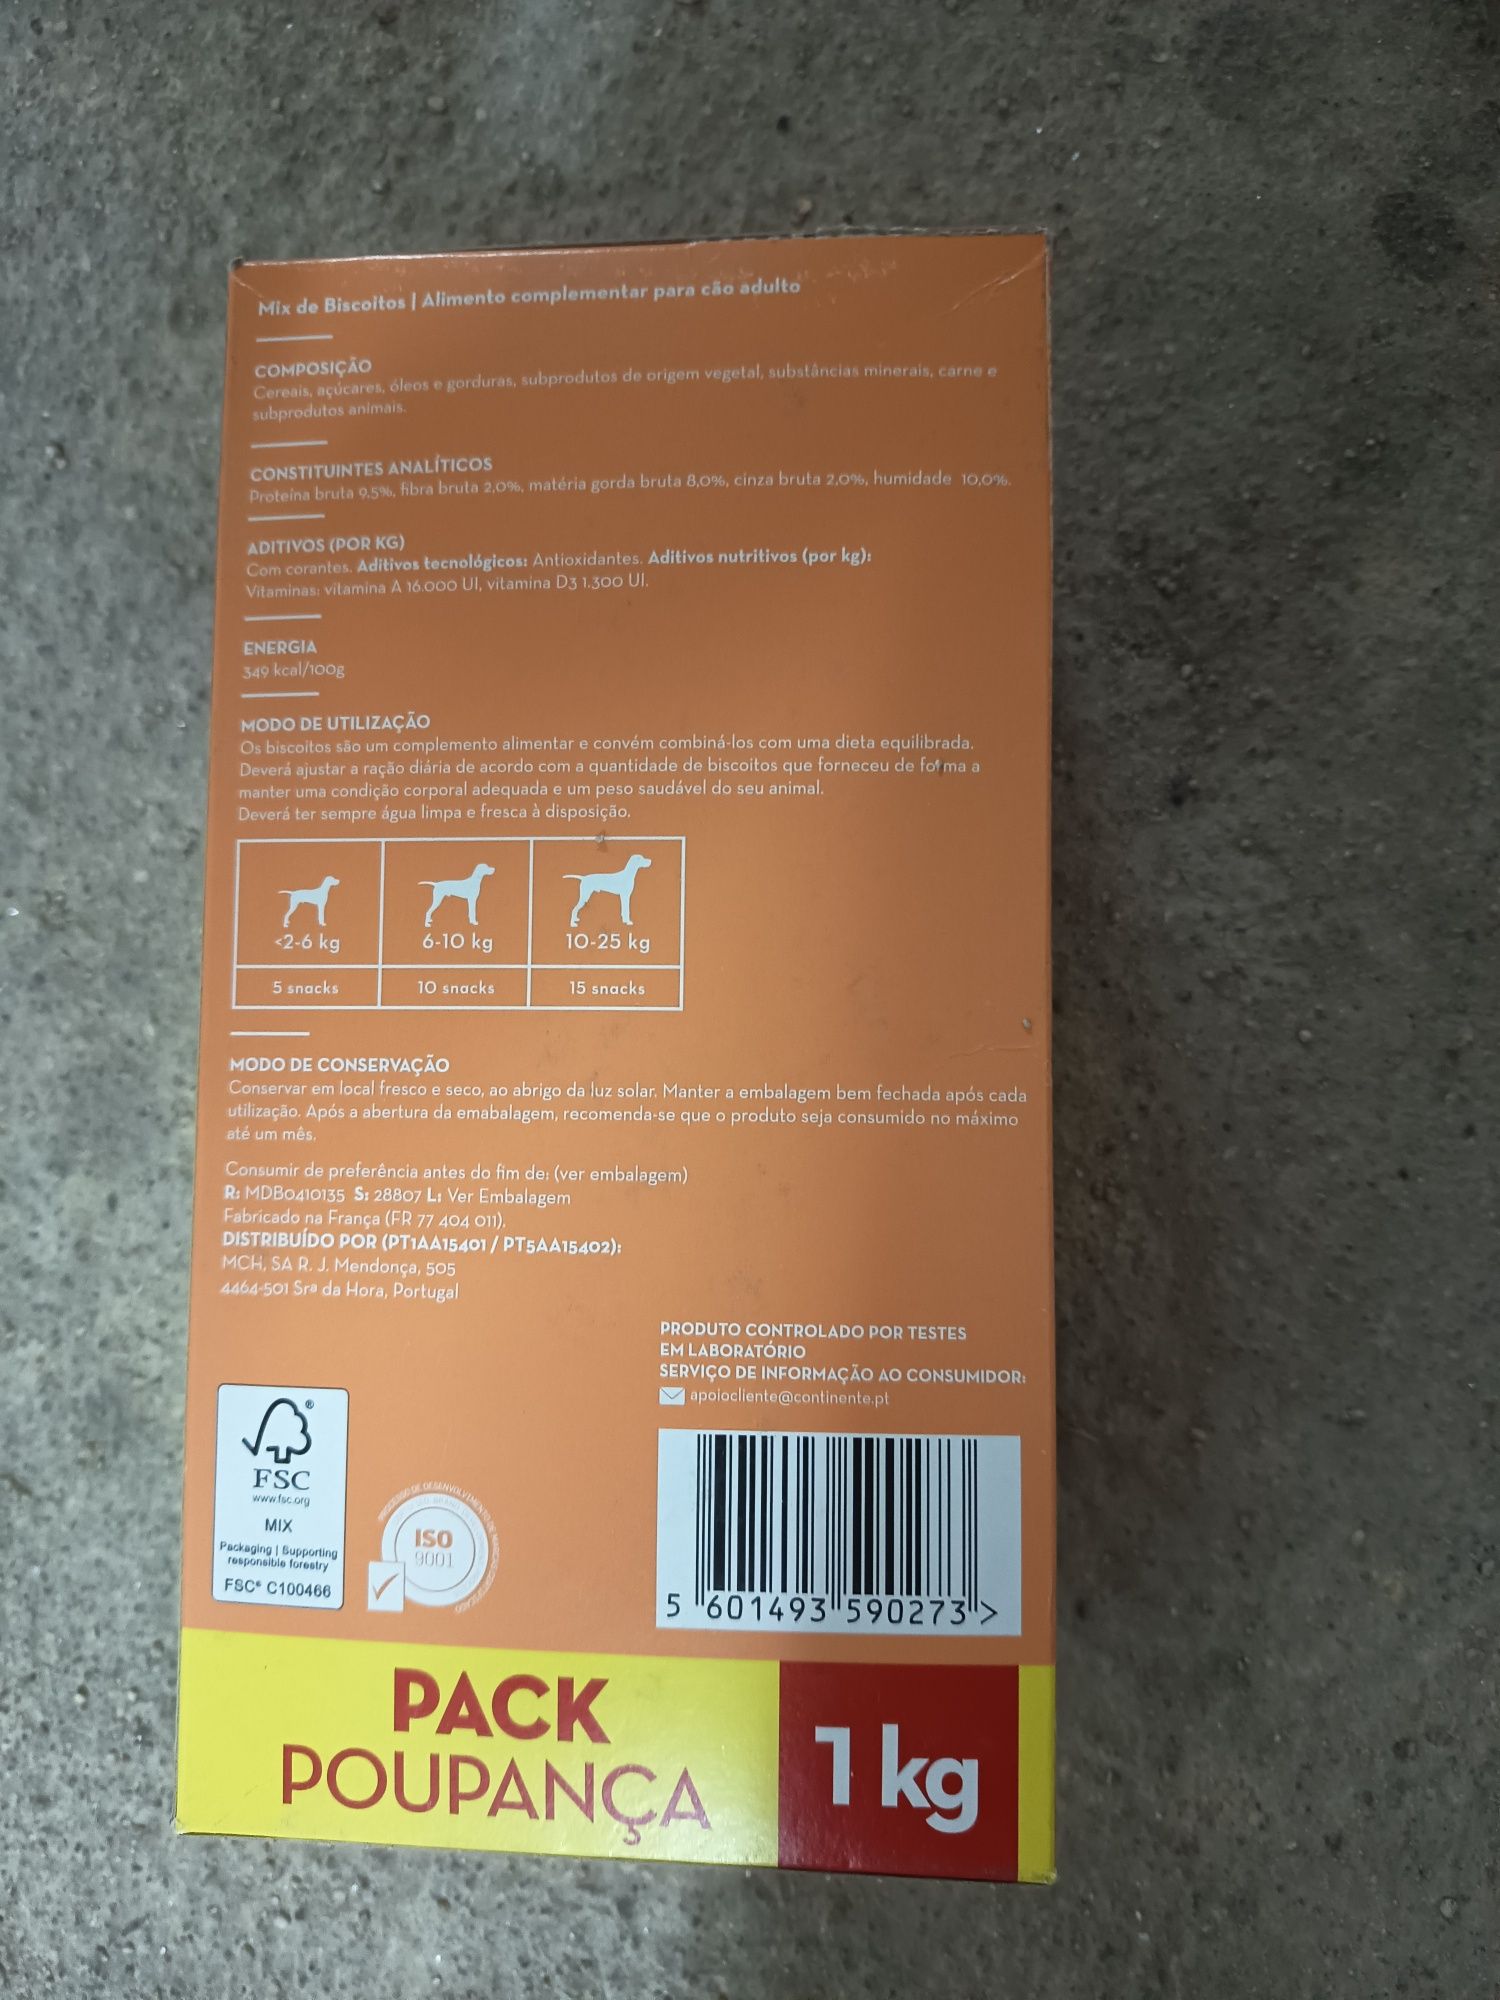 Mix de Biscoitos | Alimento complementar para cão adulto
COMPOSIÇÃO
Cereais, açúcares, óleos e gorduras, subprodutos de origem vegetal, substâncias minerais, carne e
subprodutos animais.
CONSTITUINTES ANALÍTICOS
Proteína bruta 9,5%, fibra bruta 2,0%, matéria gorda bruta 8,0%, cinza bruta 2,0%, humidade 10,0%.
ADITIVOS (POR KG)
Com corantes. Aditivos tecnológicos: Antioxidantes. Aditivos nutritivos (por kg):
Vitaminas: vitamina A 16.000 UI, vitamina D3 1.300 UI.
ENERGIA
349 kcal/100g
MODO DE UTILIZAÇÃO
Os biscoitos são um complemento alimentar e convém combiná-los com uma dieta equilibrada.
Deverá ajustar a ração diária de acordo com a quantidade de biscoitos que forneceu de forma a
manter uma condição corporal adequada e um peso saudável do seu animal.
Deverá ter sempre água limpa e fresca à disposição.
<2-6 kg 6-10 kg 10-25 kg
5 snacks 10 snacks 15 snacks
MODO DE CONSERVAÇÃO
Conservar em local fresco e seco, ao abrigo da luz solar. Manter a embalagem bem fechada após cada
utilização. Após a abertura da emabalagem, recomenda-se que o produto seja consumido no máximo
até um mês.
Consumir de preferência antes do fim de: (ver embalagem)
R: MDB0410135 S: 28807 L: Ver Embalagem
Fabricado na França (FR 77 404 011).
DISTRIBUÍDO POR (PT1AA15401 / PT5AA15402):
MCH, SA R. J. Mendonça, 505
4464-501 Srª da Hora, Portugal
PRODUTO CONTROLADO POR TESTES
EM LABORATÓRIO
SERVIÇO DE INFORMAÇÃO AO CONSUMIDOR:
apoiocliente@continente.pt
FSC
www.fsc.org
MIX
Packaging | Supporting
responsible forestry
FSC® C100466
PROCESSO DE DESENVOLVIMENTO DE MARCAS CERTIFICADO
ISO
9001
5 601493 590273 >
PACK
POUPANÇA
1 kg